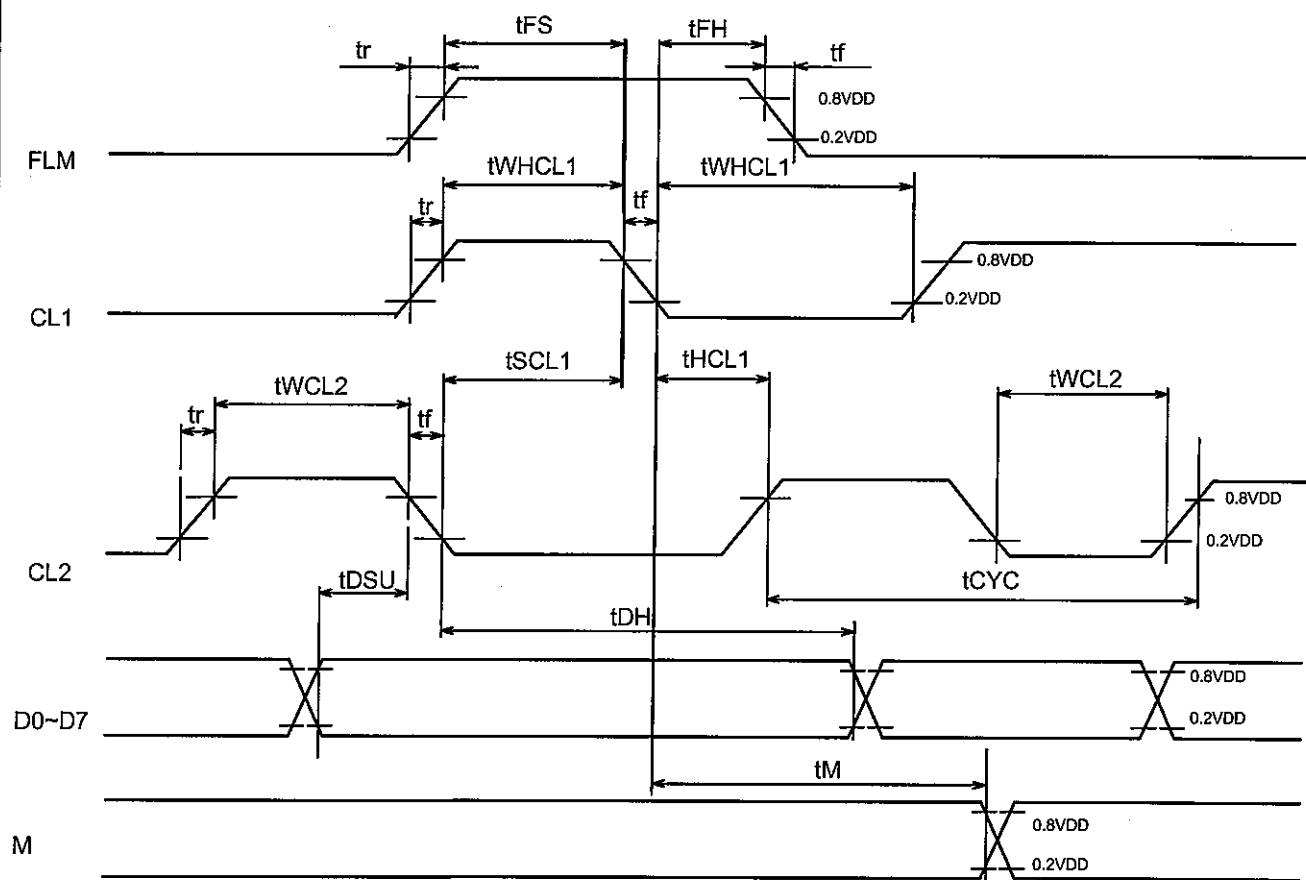 tFS
tFH
tr
tf
0.8VDD
0.2VDD
FLM
tWHCL1
tWHCL1
tr
tf
0.8VDD
0.2VDD
CL1
tSCL1
tHCL1
tWCL2
tWCL2
tr
tf
0.8VDD
0.2VDD
CL2
tDSU
tCYC
tDH
0.8VDD
D0~D7
0.2VDD
tM
0.8VDD
M
0.2VDD